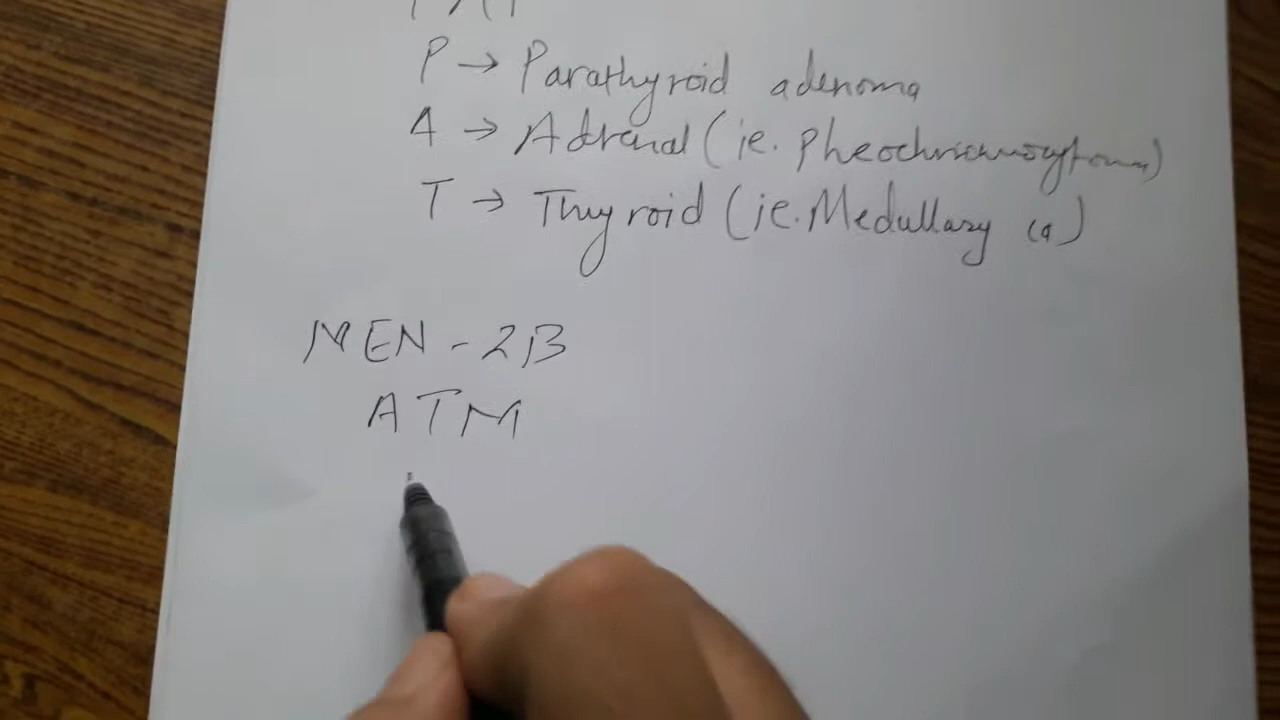 P → Parathyroid adenoma
A → Adrenal (ie. Pheochromocytoma)
T → Thyroid (ie. Medullary Ca)
MEN - 2B
ATM